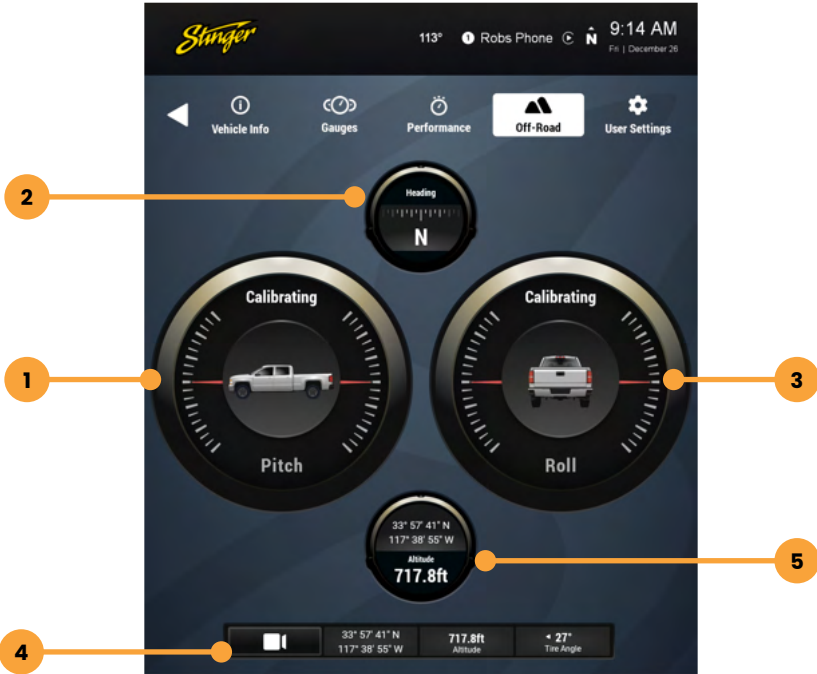 Stinger
113° 1 Robs Phone N 9:14 AM
Fri | December 26
Vehicle Info Gauges Performance Off-Road User Settings
2
Heading
N
Calibrating
Calibrating
1
3
Pitch
Roll
33° 57' 41" N
117° 38' 55" W
Altitude
717.8ft
5
4
33° 57' 41" N
117° 38' 55" W
717.8ft
Altitude
27°
Tire Angle